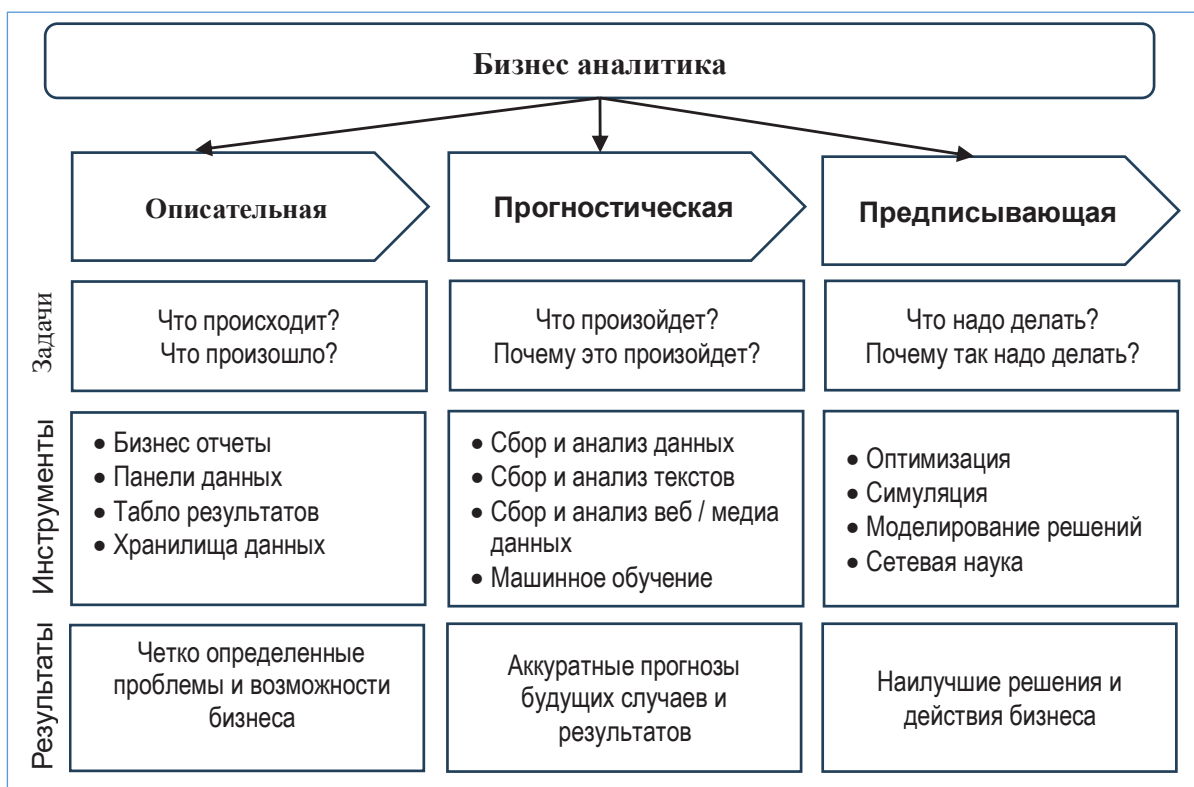 Бизнес аналитика
Описательная
Прогностическая
Предписывающая
Задачи
Что происходит?
Что произошло?
Что произойдет?
Почему это произойдет?
Что надо делать?
Почему так надо делать?
Инструменты
• Бизнес отчеты
• Панели данных
• Табло результатов
• Хранилища данных
• Сбор и анализ данных
• Сбор и анализ текстов
• Сбор и анализ веб / медиа
данных
• Машинное обучение
• Оптимизация
• Симуляция
• Моделирование решений
• Сетевая наука
Результаты
Четко определенные
проблемы и возможности
бизнеса
Аккуратные прогнозы
будущих случаев и
результатов
Наилучшие решения и
действия бизнеса